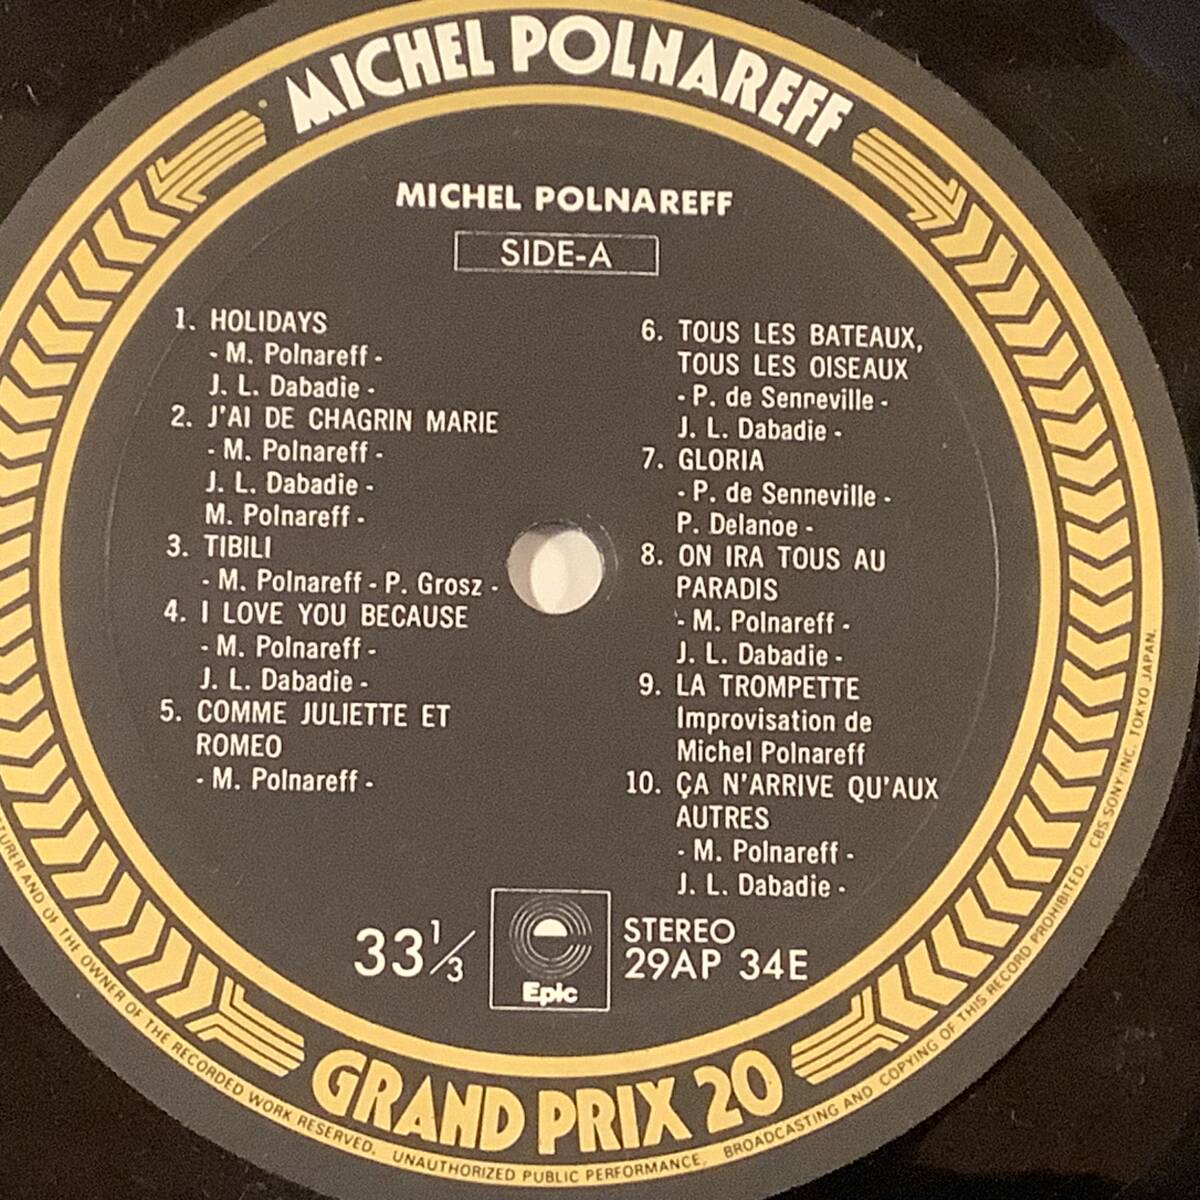 MICHEL POLNAREFF
MICHEL POLNAREFF
SIDE-A
1. HOLIDAYS
- M. Polnareff -
J. L. Dabadie -
2. J'AI DE CHAGRIN MARIE
- M. Polnareff -
J. L. Dabadie -
M. Polnareff -
3. TIBILI
- M. Polnareff - P. Grosz -
4. I LOVE YOU BECAUSE
- M. Polnareff -
J. L. Dabadie -
5. COMME JULIETTE ET
ROMEO
- M. Polnareff -
6. TOUS LES BATEAUX,
TOUS LES OISEAUX
- P. de Senneville -
J. L. Dabadie -
7. GLORIA
- P. de Senneville -
P. Delanoe -
8. ON IRA TOUS AU
PARADIS
- M. Polnareff -
J. L. Dabadie -
9. LA TROMPETTE
Improvisation de
Michel Polnareff
10. ÇA N'ARRIVE QU'AUX
AUTRES
- M. Polnareff -
J. L. Dabadie -
33 1/3
Epic
STEREO
29AP 34E
GRAND PRIX 20
AND OF THE OWNER OF THE RECORDED WORK RESERVED. UNAUTHORIZED PUBLIC PERFORMANCE, BROADCASTING AND COPYING OF THIS RECORD PROHIBITED. CBS SONY INC. TOKYO JAPAN.